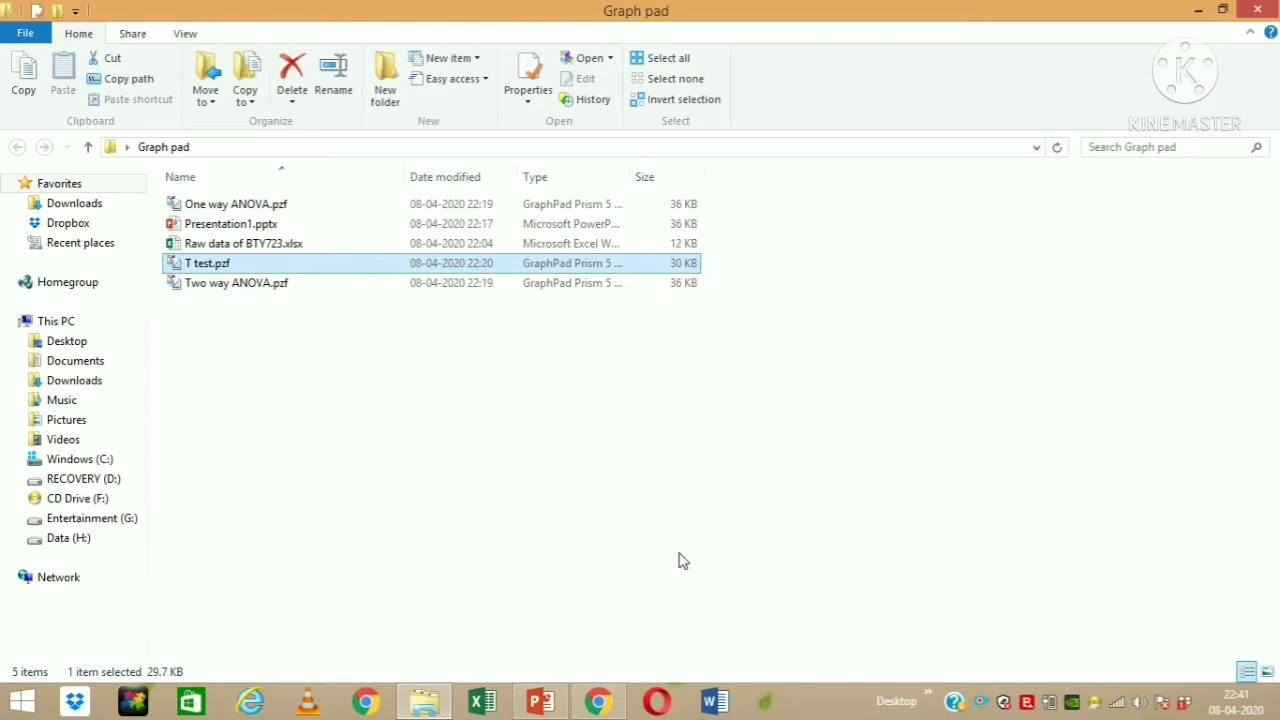 Graph pad
File Home Share View
Copy Paste Cut Copy path Paste shortcut Move to Copy to Delete Rename New folder New item Easy access Properties Open Edit History Select all Select none Invert selection
Clipboard Organize New Open Select
K
KINEMASTER
Graph pad
Search Graph pad
Name Date modified Type Size
One way ANOVA.pzf 08-04-2020 22:19 GraphPad Prism 5 ... 36 KB
Presentation1.pptx 08-04-2020 22:17 Microsoft PowerP... 36 KB
Raw data of BTY723.xlsx 08-04-2020 22:04 Microsoft Excel W... 12 KB
T test.pzf 08-04-2020 22:20 GraphPad Prism 5 ... 30 KB
Two way ANOVA.pzf 08-04-2020 22:19 GraphPad Prism 5 ... 36 KB
Favorites
Downloads
Dropbox
Recent places
Homegroup
This PC
Desktop
Documents
Downloads
Music
Pictures
Videos
Windows (C:)
RECOVERY (D:)
CD Drive (F:)
Entertainment (G:)
Data (H:)
Network
5 items 1 item selected 29.7 KB
Desktop
22:41
08-04-2020